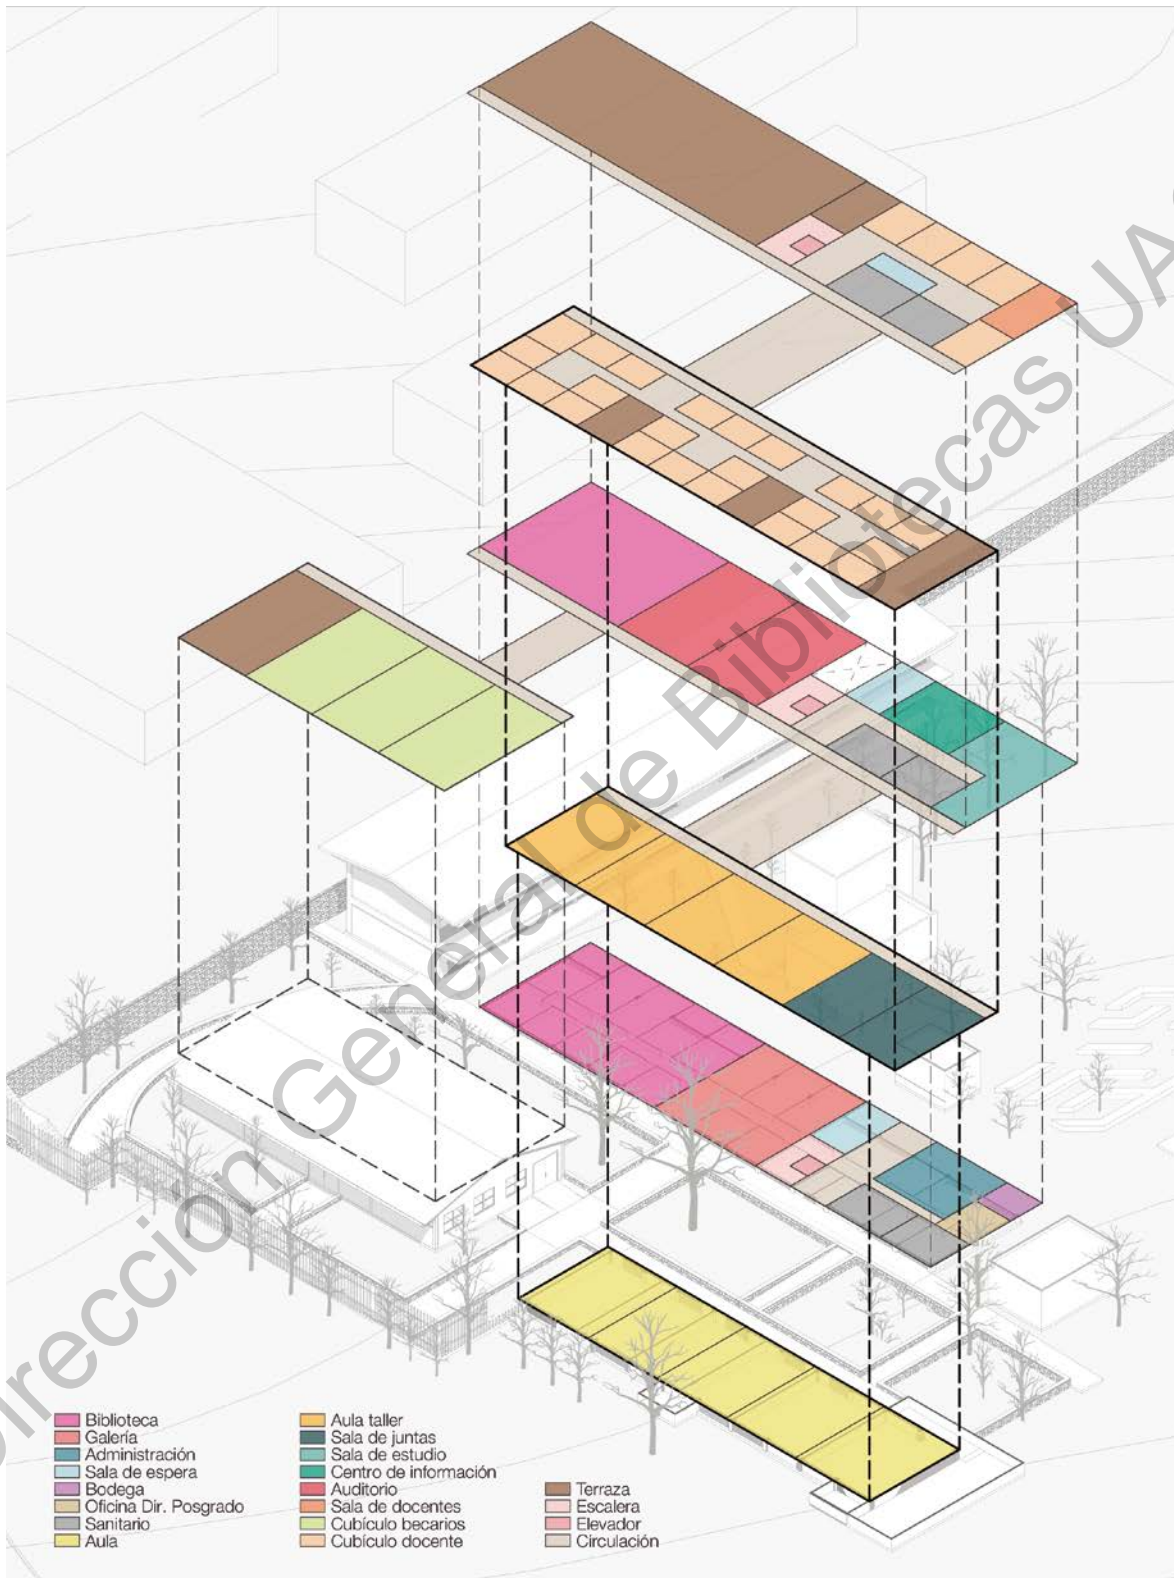 Dirección General de Bibliotecas UA
Biblioteca
Galería
Administración
Sala de espera
Bodega
Oficina Dir. Posgrado
Sanitario
Aula
Aula taller
Sala de juntas
Sala de estudio
Centro de información
Auditorio
Sala de docentes
Cubículo becarios
Cubículo docente
Terraza
Escalera
Elevador
Circulación